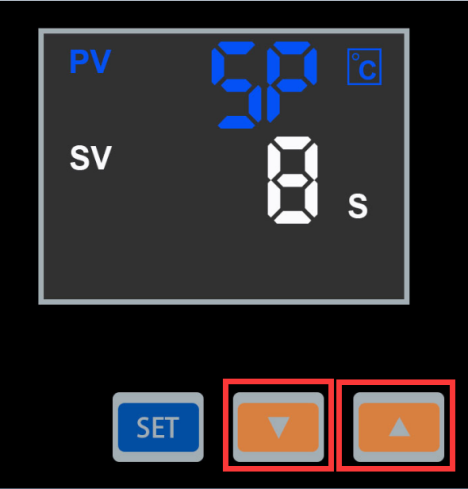 PV SP °C
SV 8 S
SET ▼ ▲